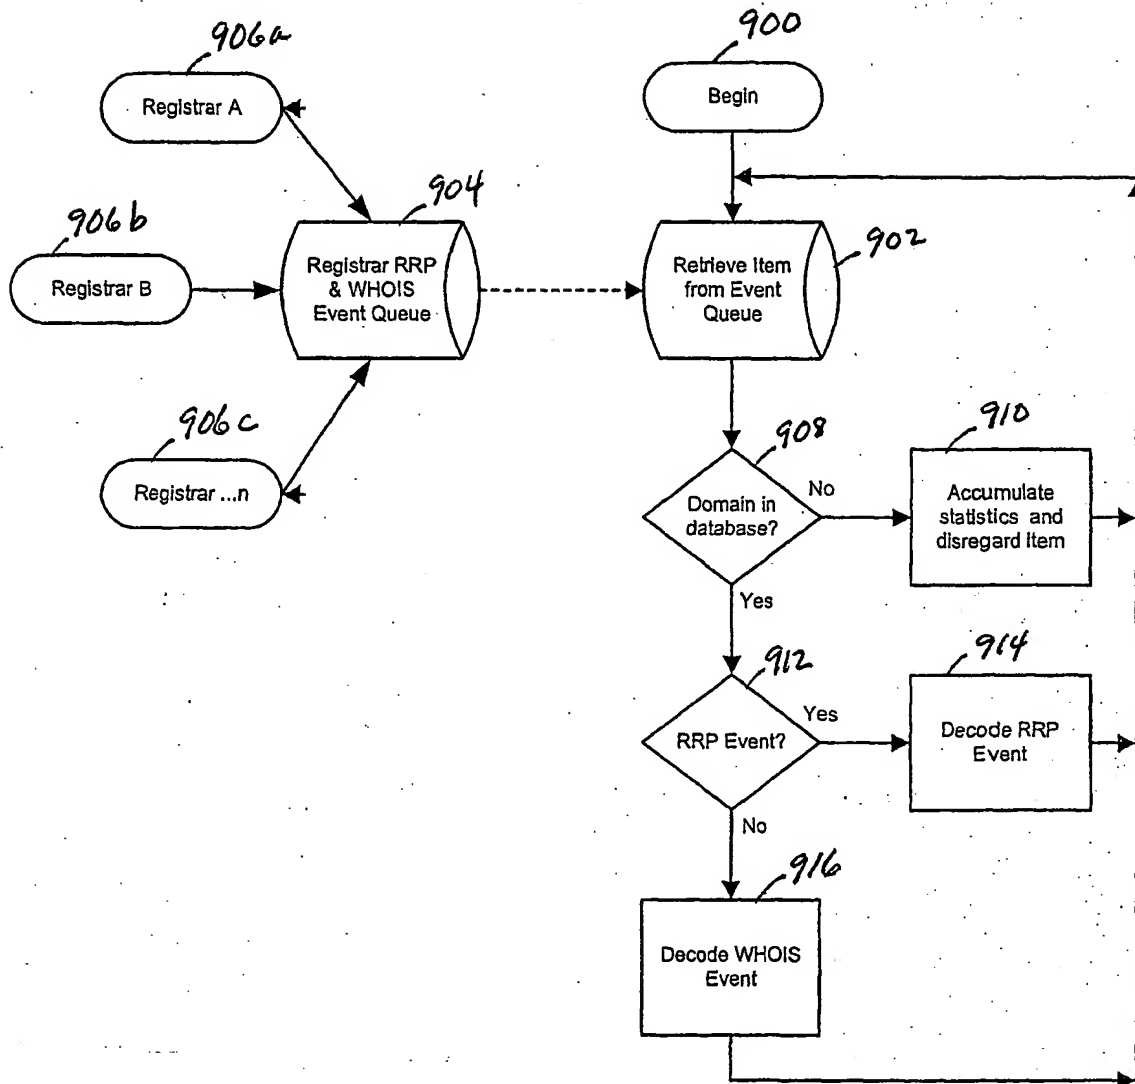 906a
Registrar A
900
Begin
906b
Registrar B
904
Registrar RRP
& WHOIS
Event Queue
902
Retrieve Item
from Event
Queue
906c
Registrar ...n
908
Domain in
database?
No
910
Accumulate
statistics and
disregard Item
Yes
912
RRP Event?
Yes
914
Decode RRP
Event
No
916
Decode WHOIS
Event